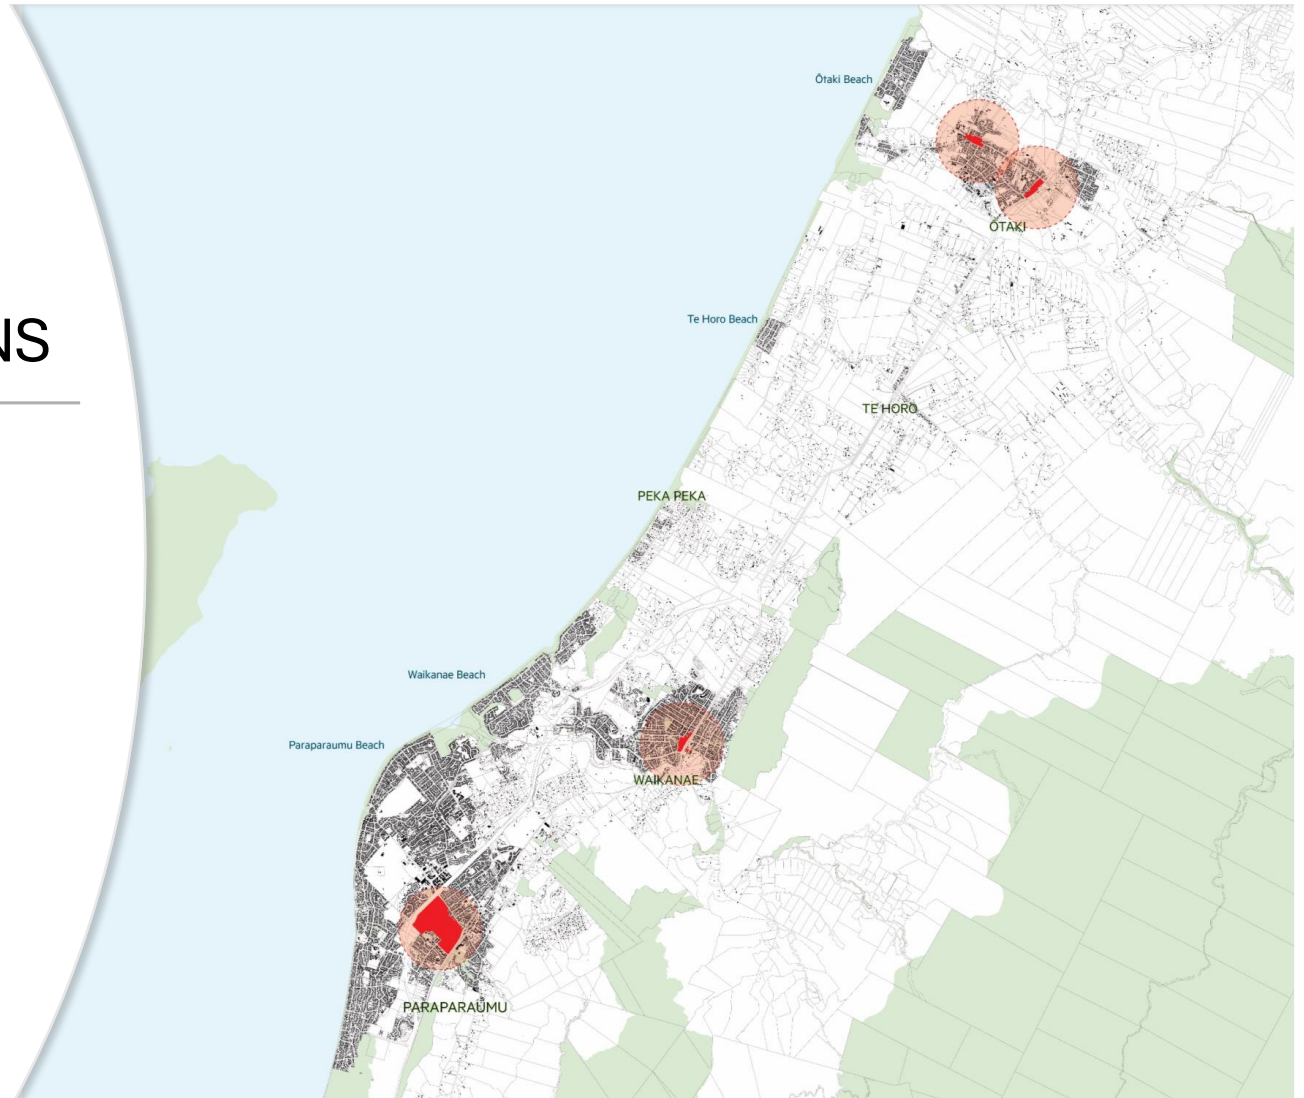 NS
Ōtaki Beach
ŌTAKI
Te Horo Beach
TE HORO
PEKA PEKA
Waikanae Beach
Paraparaumu Beach
WAIKANAE
PARAPARAUMU